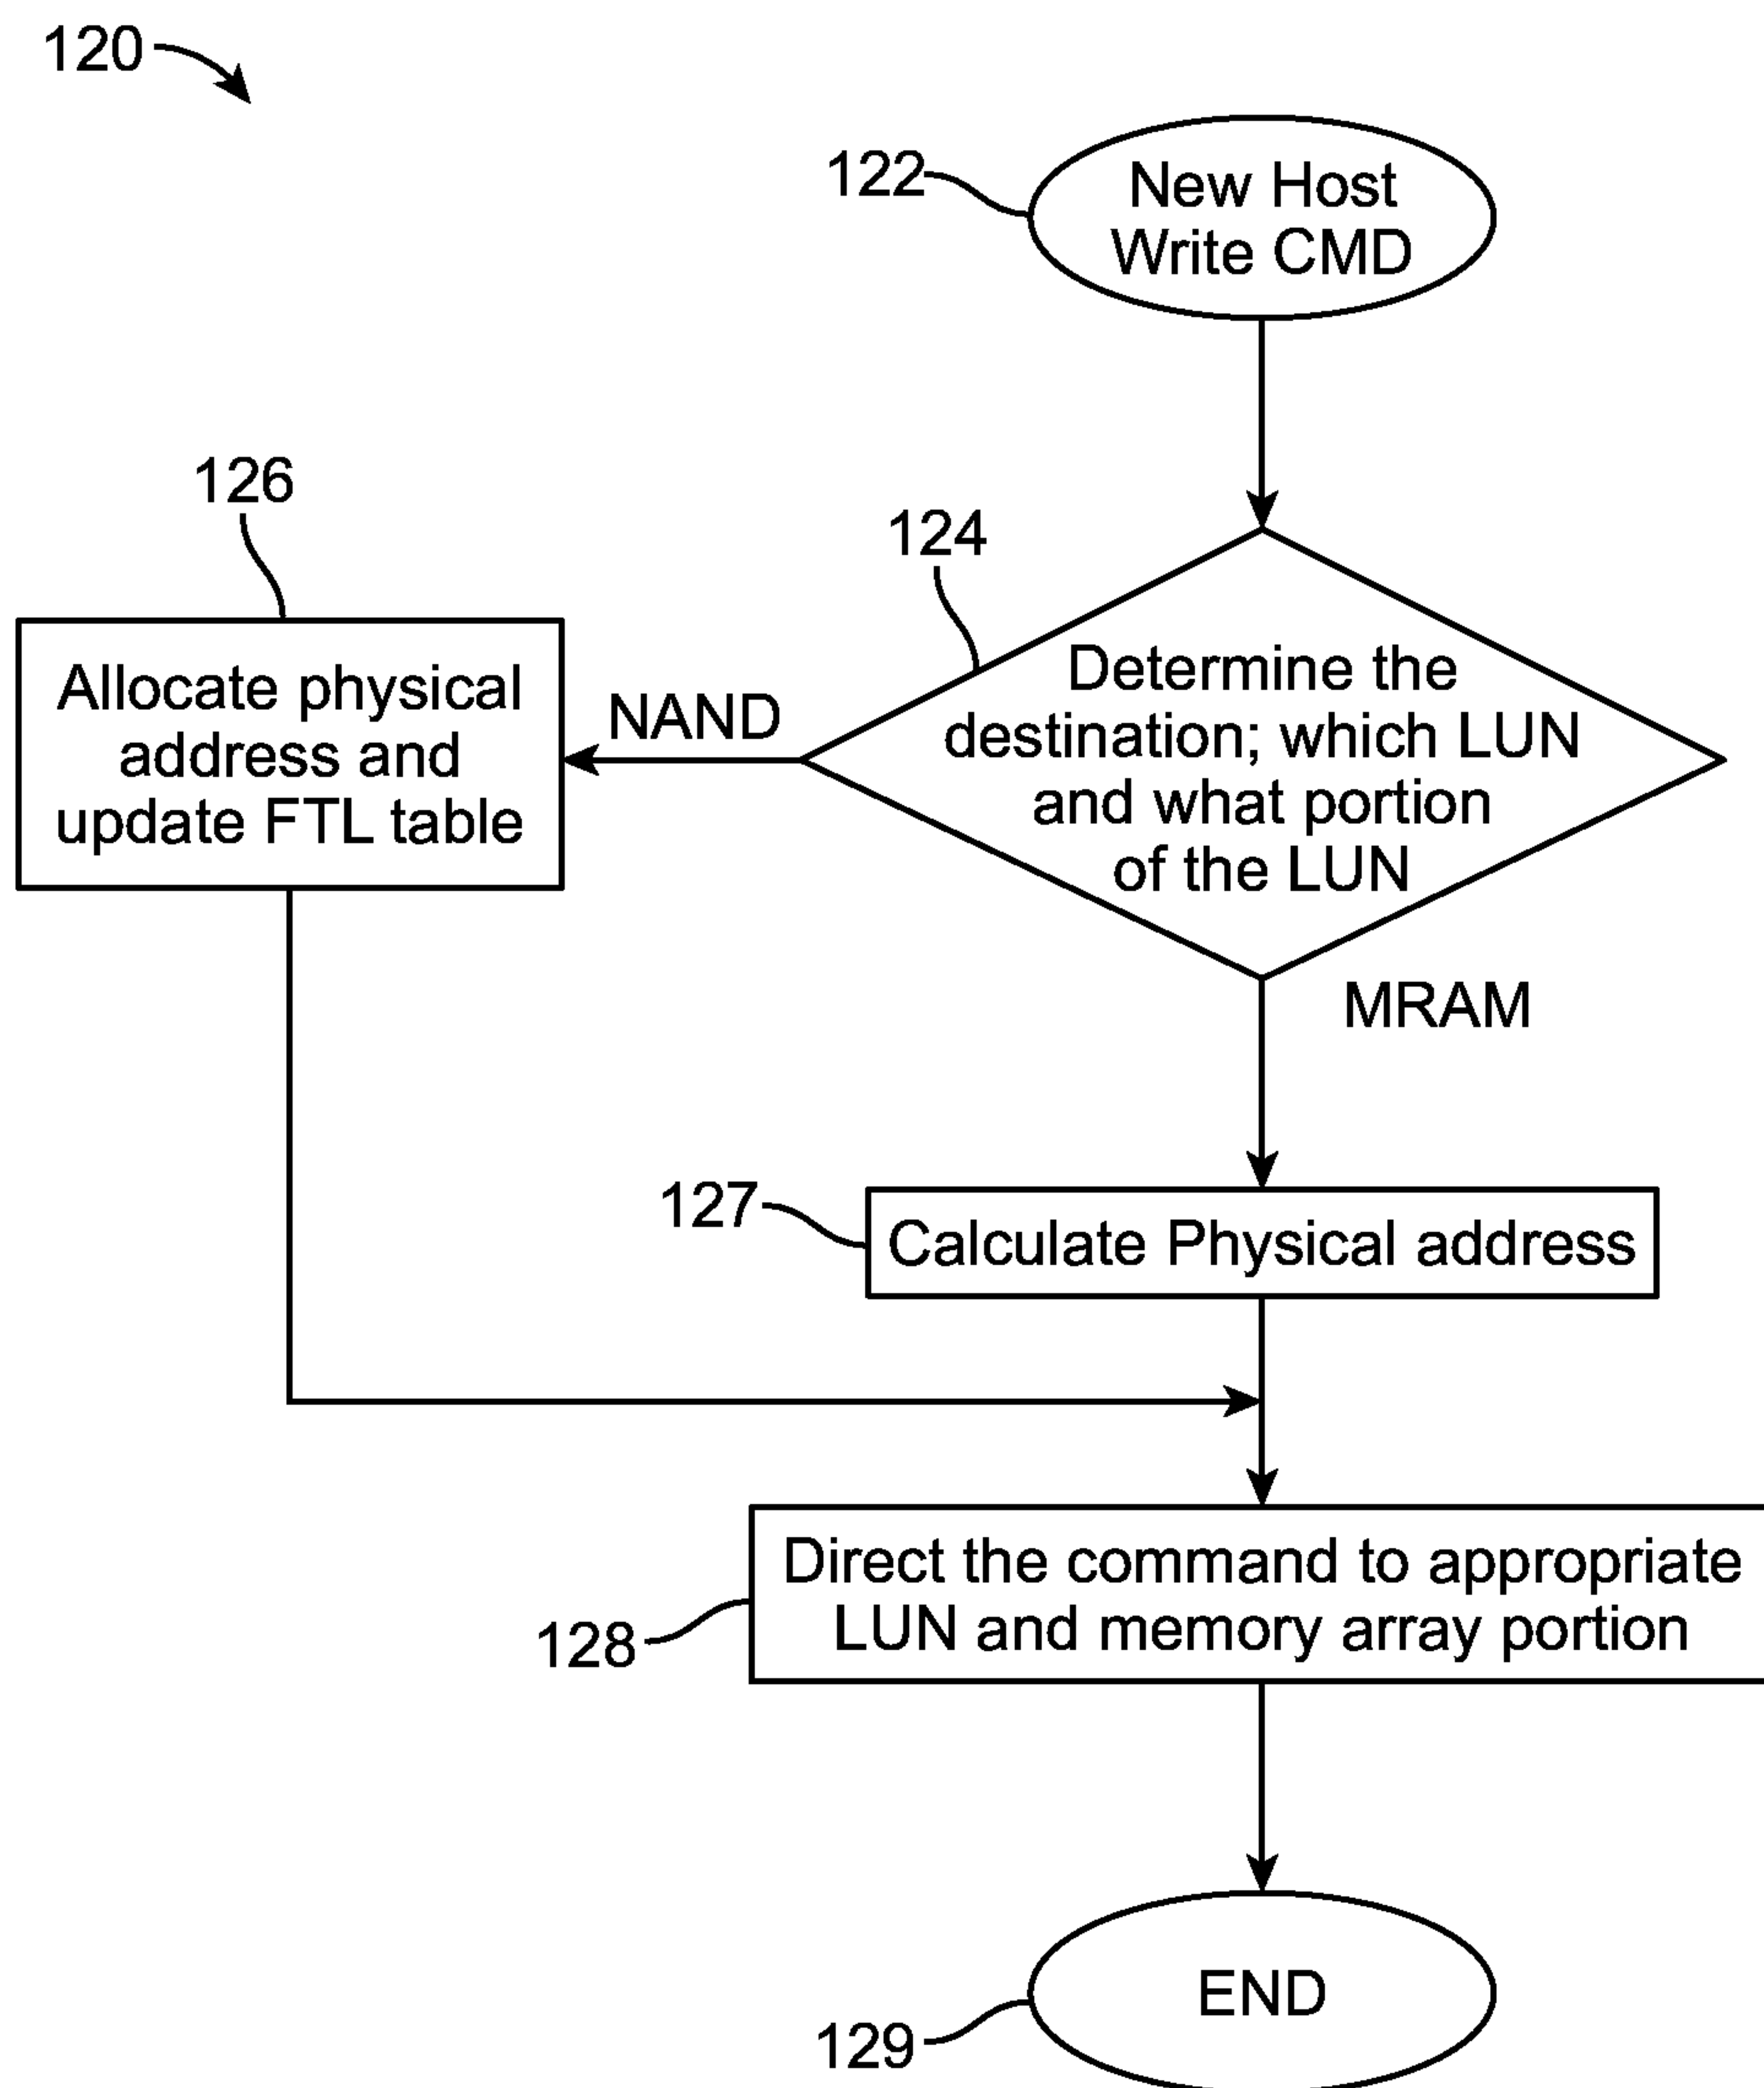 120
122
New Host
Write CMD
126
124
Allocate physical
address and
update FTL table
NAND
Determine the
destination; which LUN
and what portion
of the LUN
MRAM
127
Calculate Physical address
Direct the command to appropriate
LUN and memory array portion
128
END
129